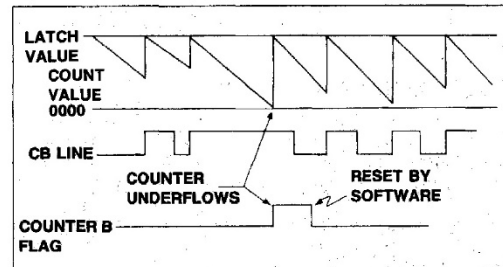 LATCH
VALUE
COUNT
VALUE
0000
CB LINE
COUNTER
UNDERFLOWS
RESET BY
SOFTWARE
COUNTER B
FLAG